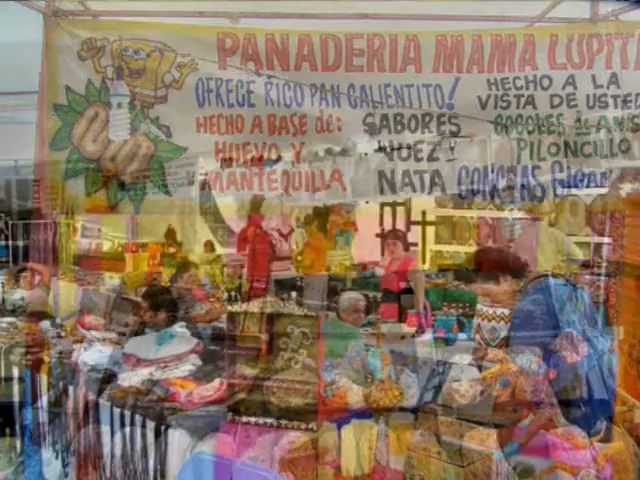 PANADERIA MAMA LUPIT
OFRECE RICO PAN CALIENTITO!
HECHO A BASE de:
HUEVO Y
MANTEQUILLA
SABORES
NUEZ Y
NATA
HECHO A LA
VISTA DE USTED
PILONCILLO
CONCHAS